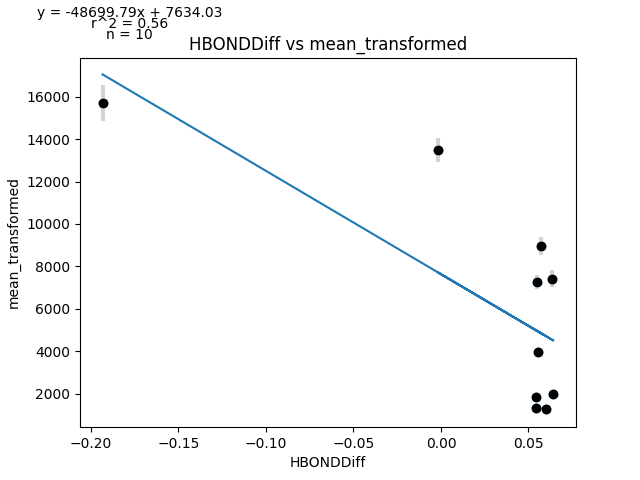 y = -48699.79x + 7634.03
r^2 = 0.56
n = 10
HBONDDiff vs mean_transformed
mean_transformed
16000
14000
12000
10000
8000
6000
4000
2000
−0.20 −0.15 −0.10 −0.05 0.00 0.05
HBONDDiff